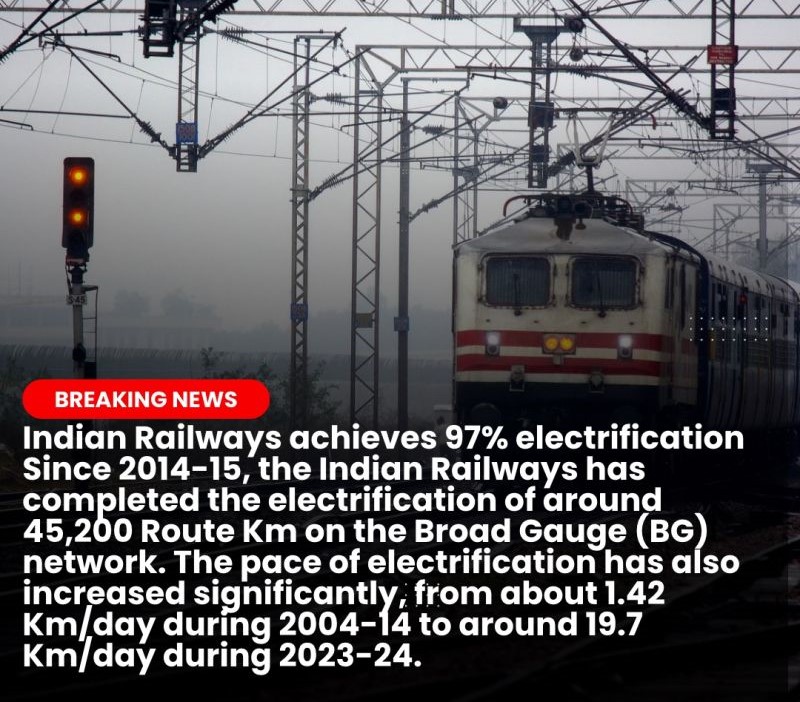 S-45
BREAKING NEWS
Indian Railways achieves 97% electrification
Since 2014-15, the Indian Railways has
completed the electrification of around
45,200 Route Km on the Broad Gauge (BG)
network. The pace of electrification has also
increased significantly, from about 1.42
Km/day during 2004-14 to around 19.7
Km/day during 2023-24.